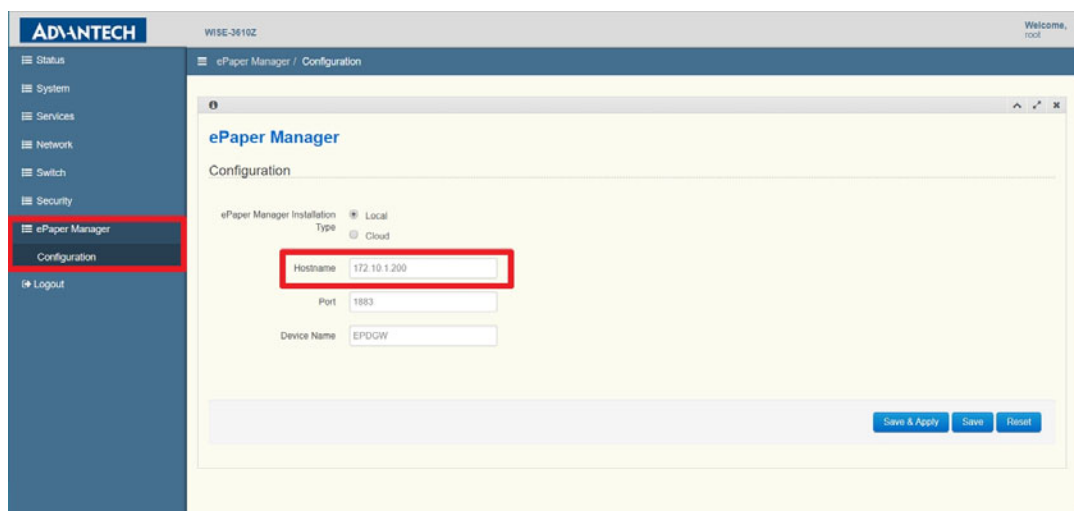 ADVANTECH
WISE-3610Z
Welcome,
root
Status
ePaper Manager / Configuration
System
Services
Network
Switch
Security
ePaper Manager
Configuration
Logout
ePaper Manager
Configuration
ePaper Manager Installation Type
Local
Cloud
Hostname 172.10.1.200
Port 1883
Device Name EPDGW
Save & Apply Save Reset